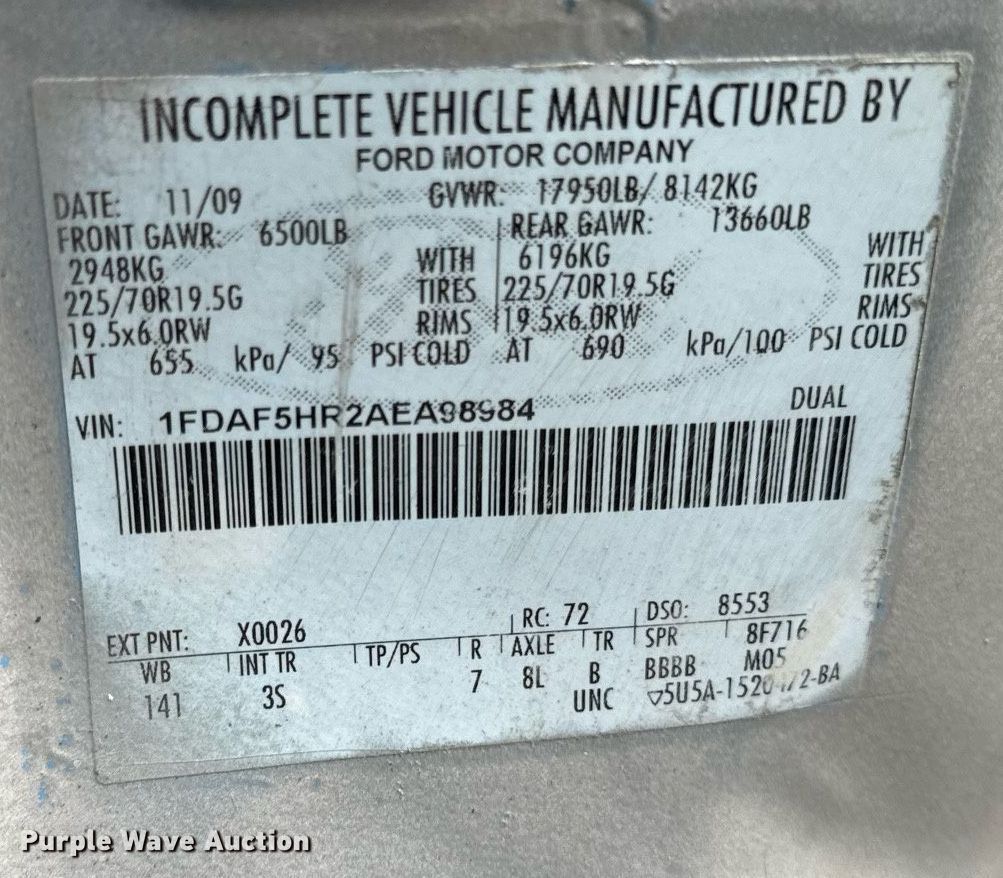 INCOMPLETE VEHICLE MANUFACTURED BY
FORD MOTOR COMPANY
DATE: 11/09 GVWR: 17950LB/ 8142KG
FRONT GAWR: 6500LB REAR GAWR: 13660LB
2948KG WITH 6196KG WITH
225/70R19.5G TIRES 225/70R19.5G TIRES
19.5x6.0RW RIMS 19.5x6.0RW RIMS
AT 655 kPa/ 95 PSI COLD AT 690 kPa/100 PSI COLD
VIN: 1FDAF5HR2AEA98984 DUAL
EXT PNT: X0026 RC: 72 DSO: 8553
WB INT TR TP/PS R AXLE TR SPR 8F716
141 3S 7 8L B BBBB M05
UNC
Purple Wave Auction